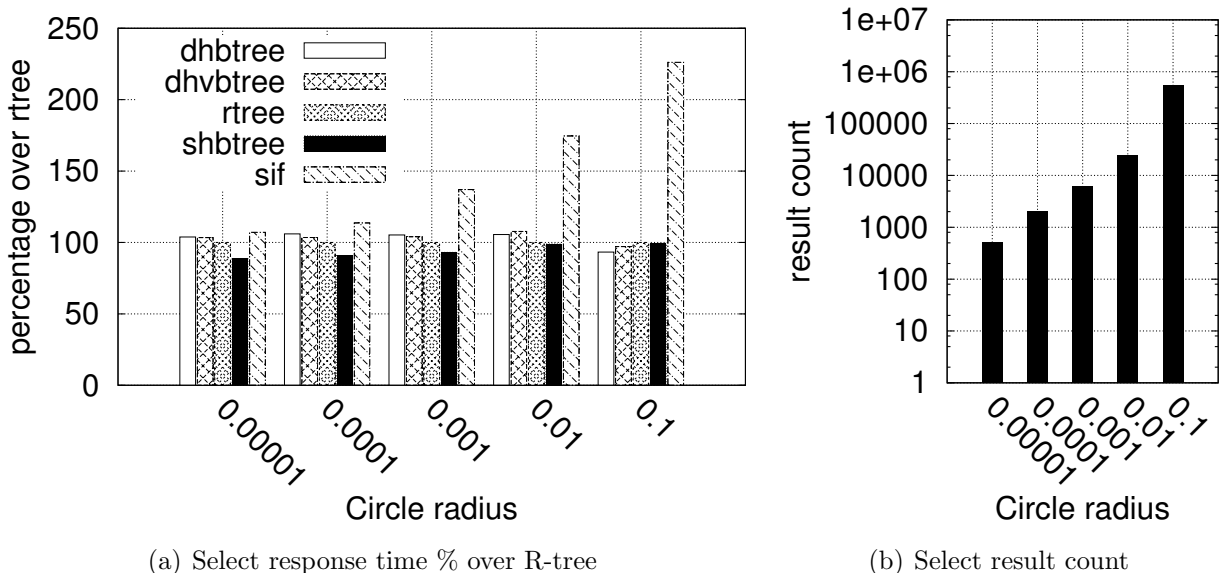 250
200
150
100
50
0
percentage over rtree
dhbtree
dhvbtree
rtree
shbtree
sif
0.00001
0.0001
0.001
0.01
0.1
Circle radius
(a) Select response time % over R-tree
1e+07
1e+06
100000
10000
1000
100
10
1
result count
0.00001
0.0001
0.001
0.01
0.1
Circle radius
(b) Select result count